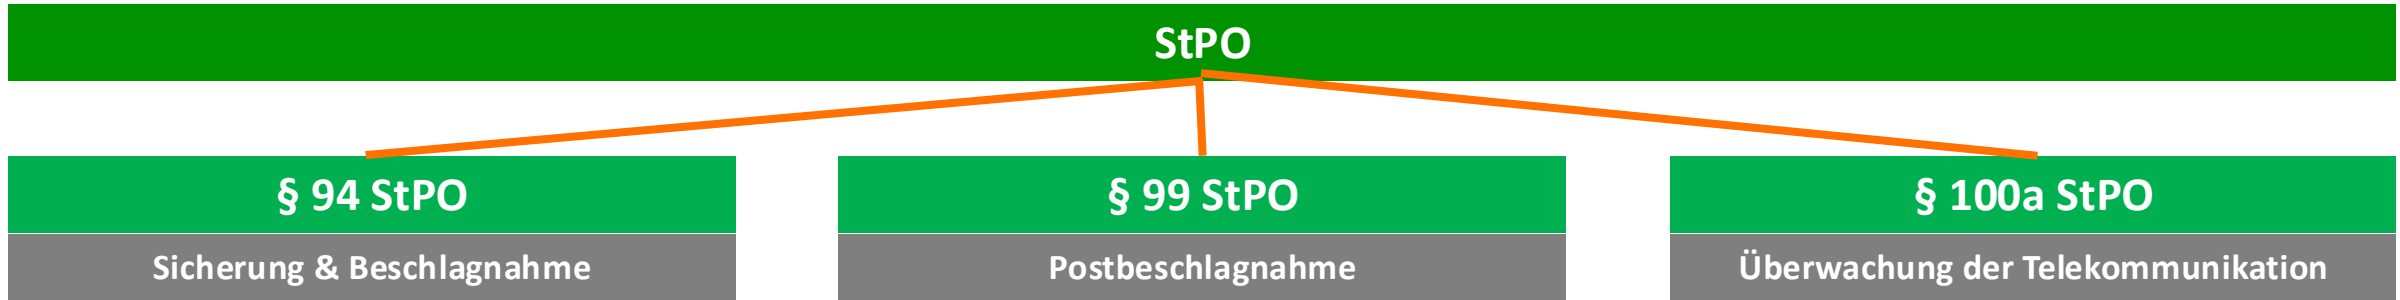 StPO
§ 94 StPO
§ 99 StPO
§ 100a StPO
Sicherung & Beschlagnahme
Postbeschlagnahme
Überwachung der Telekommunikation